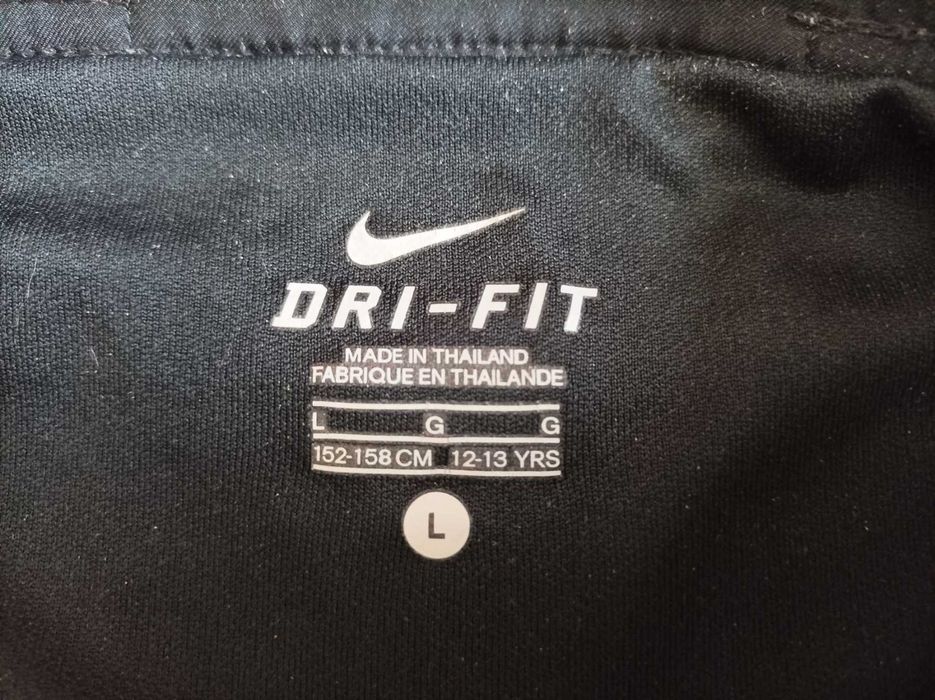 DRI-FIT
MADE IN THAILAND
FABRIQUE EN THAILANDE
L G G
152-158 CM 12-13 YRS
L